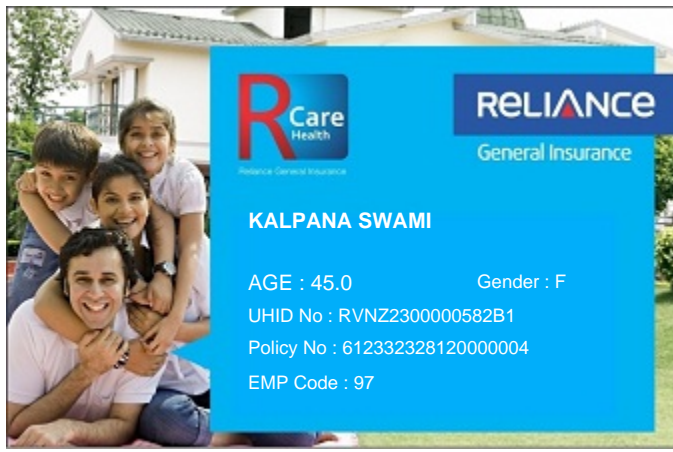 R Care
Health
Reliance General Insurance
RELIANCE
General Insurance
KALPANA SWAMI
AGE : 45.0 Gender : F
UHID No : RVNZ2300000582B1
Policy No : 612332328120000004
EMP Code : 97